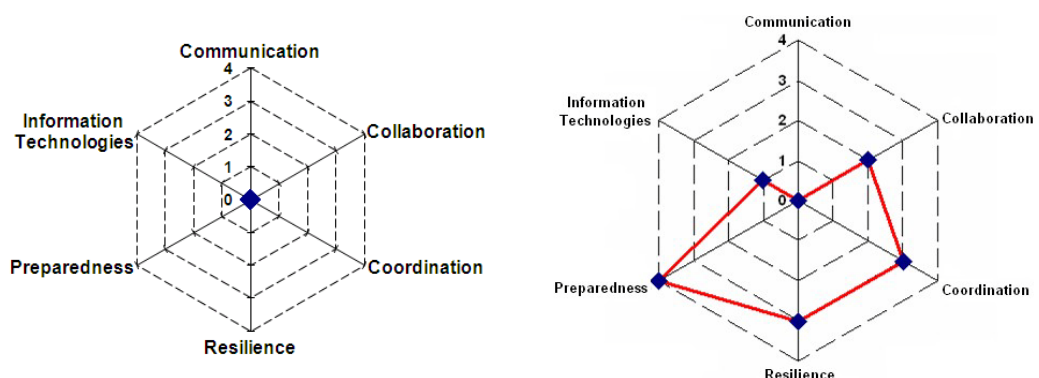 Communication
4
3
2
1
0
Information
Technologies
Collaboration
Preparedness
Coordination
Resilience
Communication
4
3
2
1
0
Information
Technologies
Collaboration
Preparedness
Coordination
Resilience